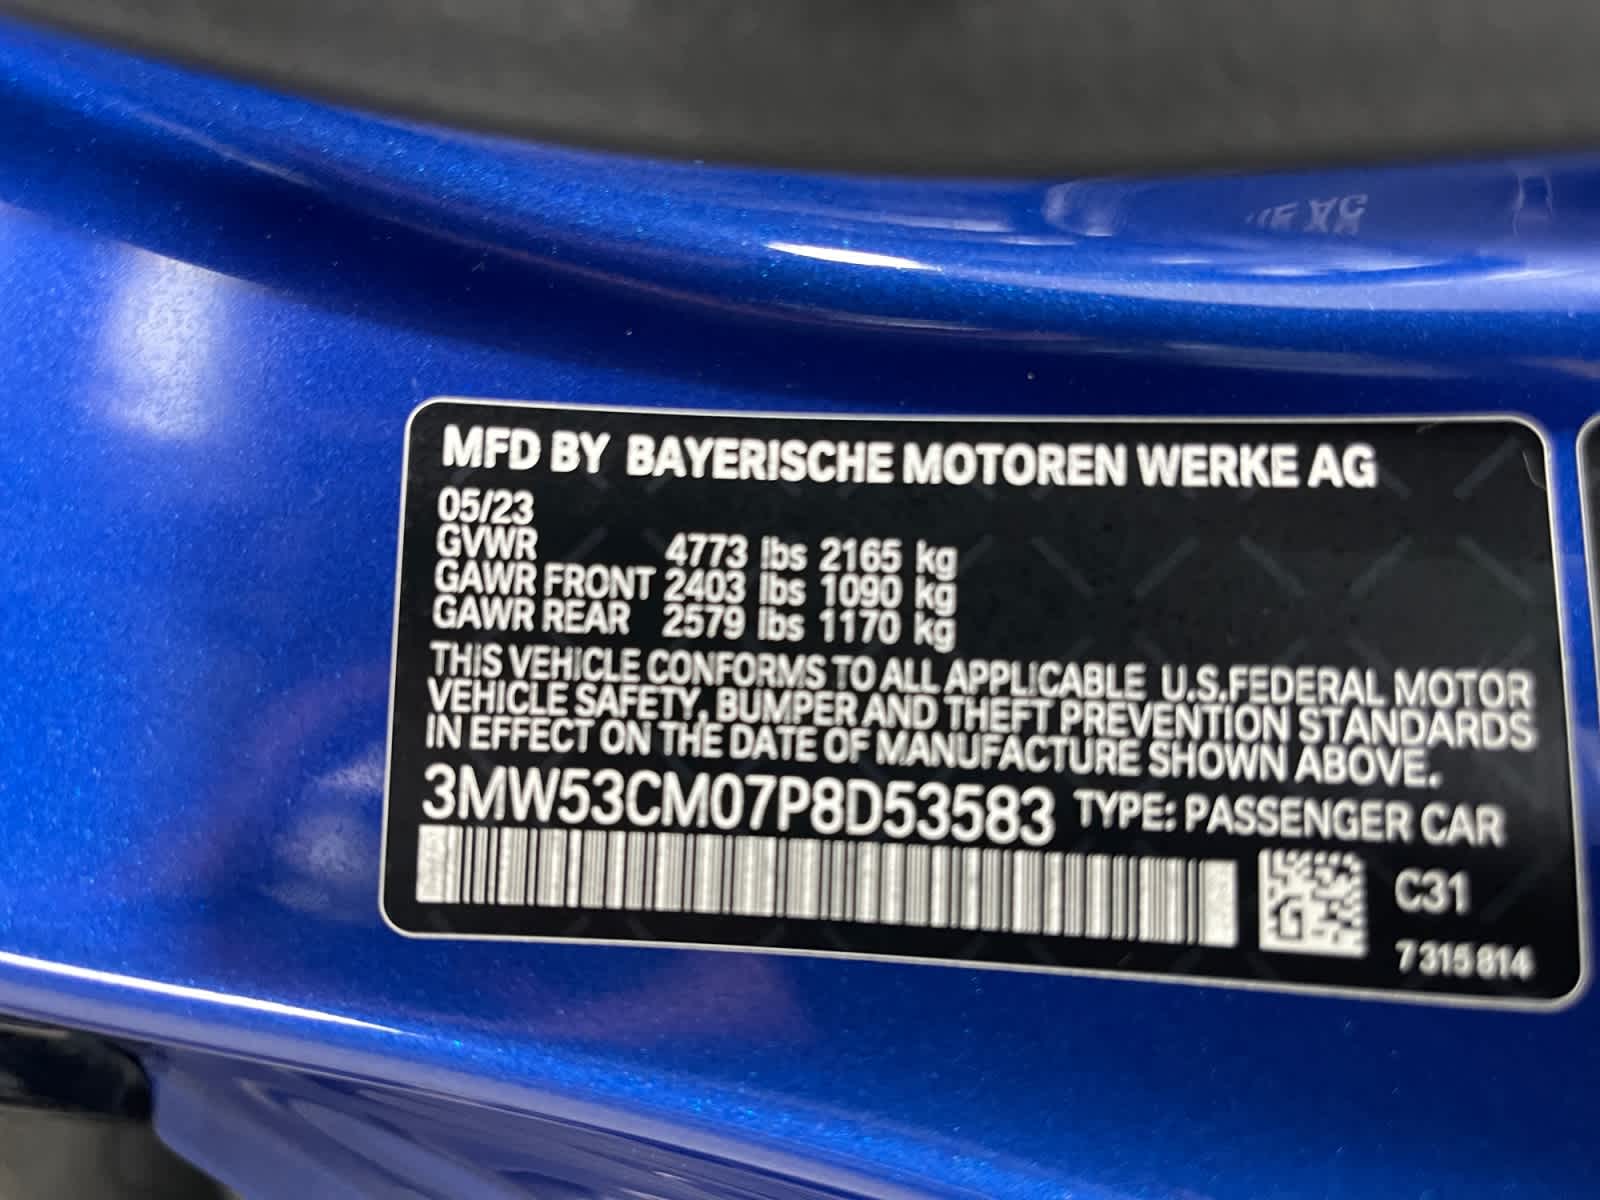 MFD BY BAYERISCHE MOTOREN WERKE AG
05/23
GVWR 4773 lbs 2165 kg
GAWR FRONT 2403 lbs 1090 kg
GAWR REAR 2579 lbs 1170 kg
THIS VEHICLE CONFORMS TO ALL APPLICABLE U.S.FEDERAL MOTOR
VEHICLE SAFETY, BUMPER AND THEFT PREVENTION STANDARDS
IN EFFECT ON THE DATE OF MANUFACTURE SHOWN ABOVE.
3MW53CM07P8D53583 TYPE: PASSENGER CAR
C31
7 315 814